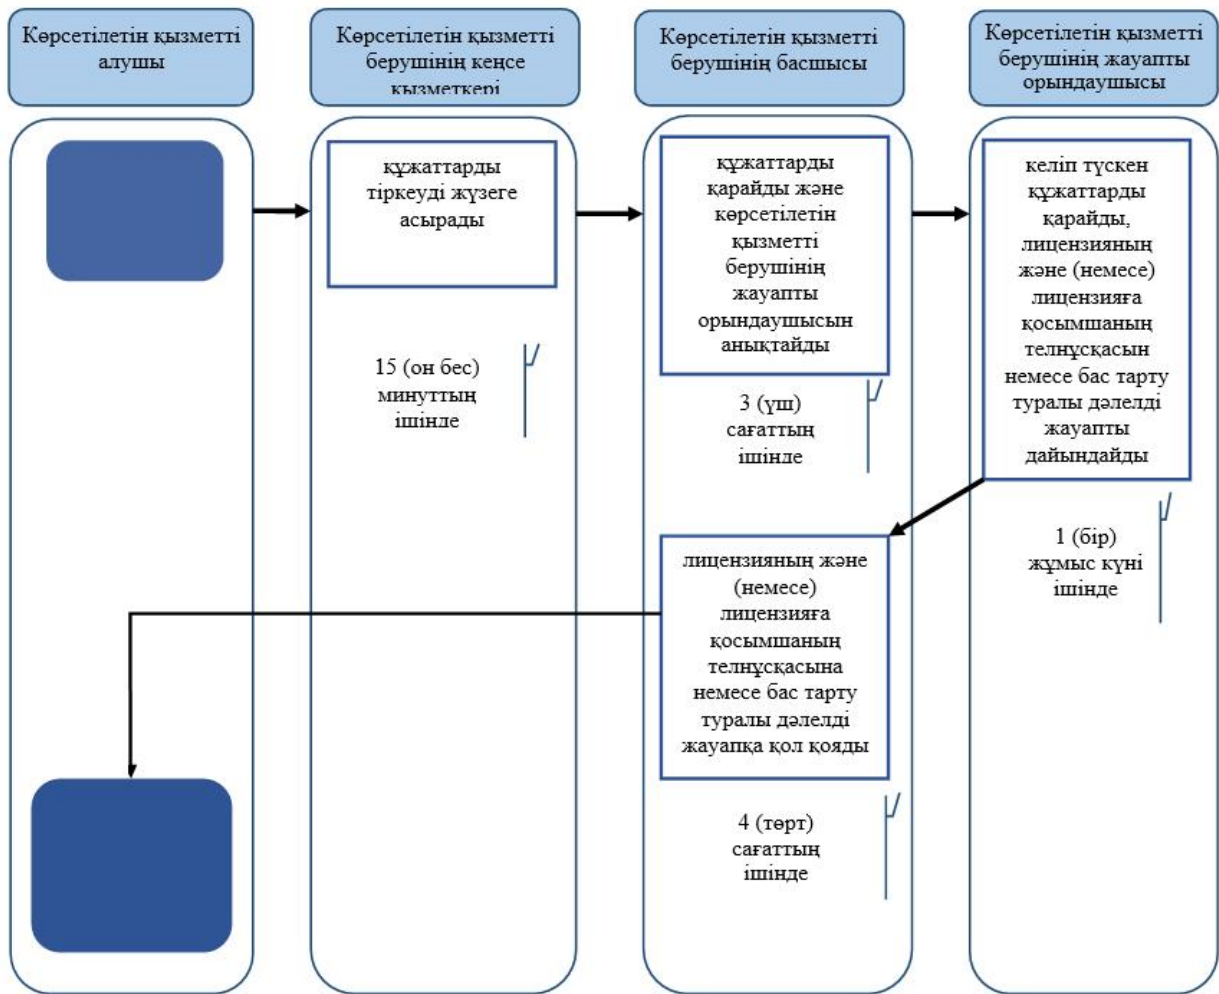 Көрсетілетін қызметті
алушы
Көрсетілетін қызметті
берушінің кеңсе
қызметкері
Көрсетілетін қызметті
берушінің басшысы
Көрсетілетін қызметті
берушінің жауапты
орындаушысы
құжаттарды
тіркеуді жүзеге
асырады
15 (он бес)
минуттың
ішінде
құжаттарды
қарайды және
көрсетілетін
қызметті
берушінің
жауапты
орындаушысын
анықтайды
3 (үш)
сағаттың
ішінде
келіп түскен
құжаттарды
қарайды,
лицензияның
және (немесе)
лицензияға
қосымшаның
телнұсқасын
немесе бас тарту
туралы дәлелді
жауапты
дайындайды
1 (бір)
жұмыс күні
ішінде
лицензияның және
(немесе)
лицензияға
қосымшаның
телнұсқасына
немесе бас тарту
туралы дәлелді
жауапқа қол қояды
4 (төрт)
сағаттың
ішінде